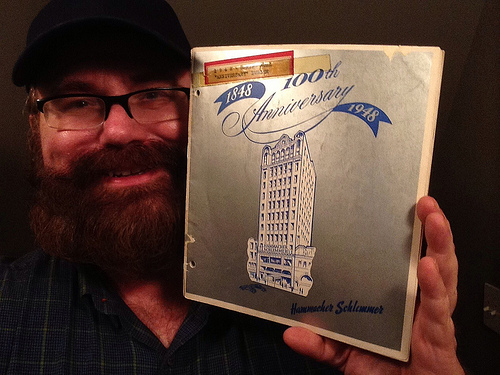 100th
1848 Anniversary 1948
Hammacher Schlemmer